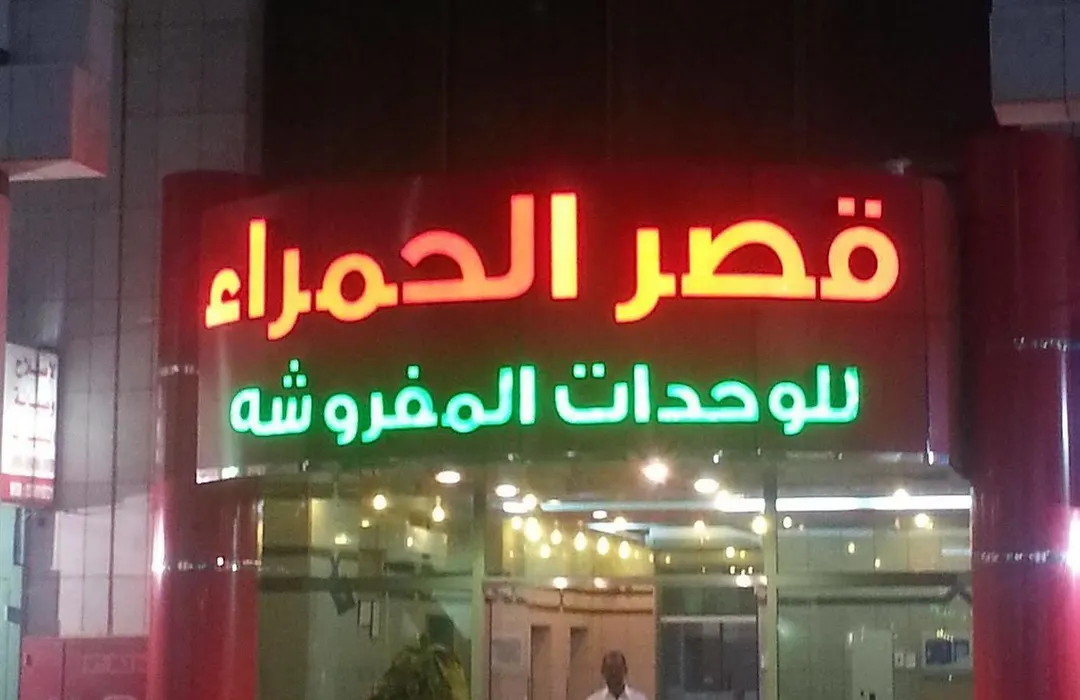 قصر الحمراء
للوحدات المفروشه